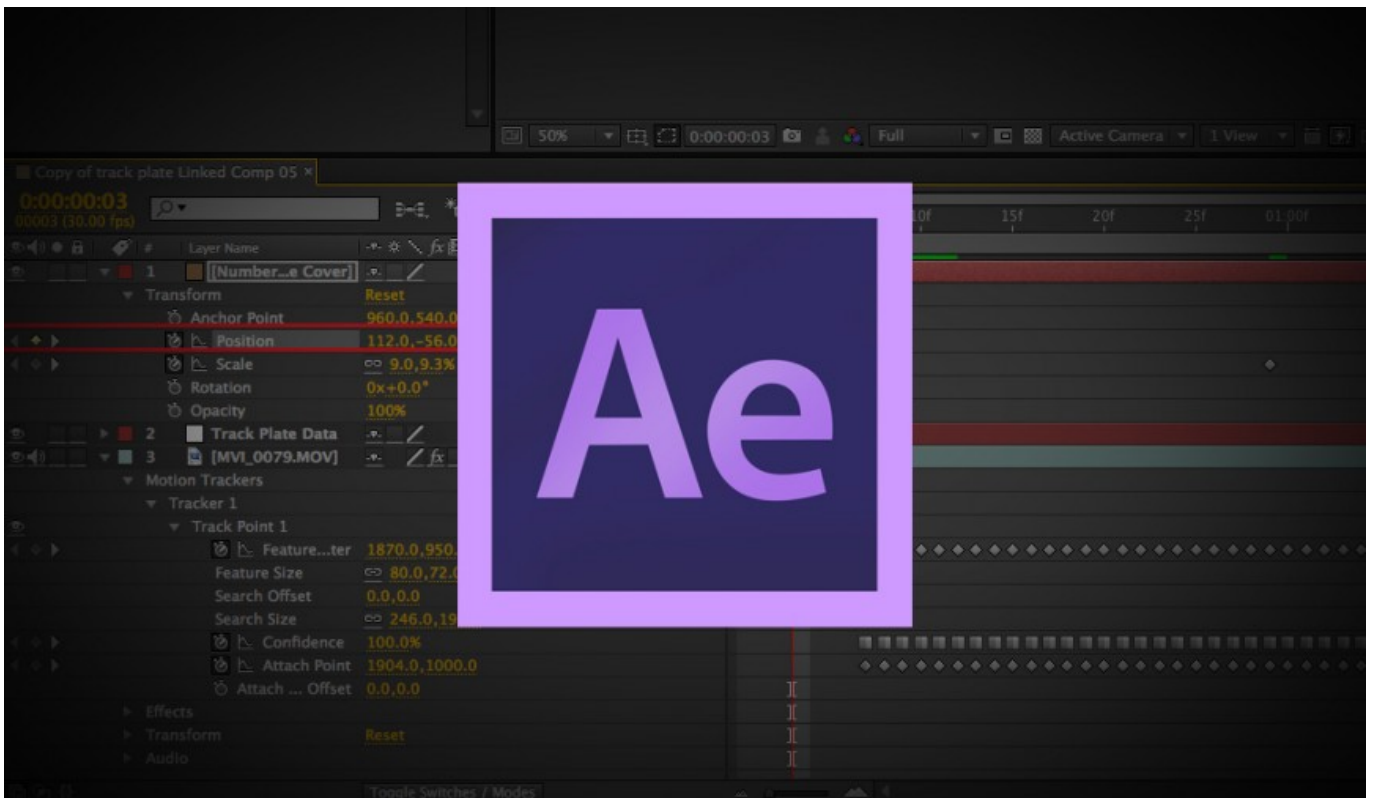 50% 0:00:00:03 Full Active Camera 1 View
Copy of track plate Linked Comp 05 ×
0:00:00:03
00003 (30.00 fps)
# Layer Name fx
10f 15f 20f 25f 01:00f
1 [Number...e Cover]
Transform Reset
Anchor Point 960.0,540.0
Position 112.0,-56.0
Scale 9.0,9.3%
Rotation 0x+0.0°
Opacity 100%
2 Track Plate Data
3 [MVI_0079.MOV] fx
Motion Trackers
Tracker 1
Track Point 1
Feature...ter 1870.0,950.
Feature Size 80.0,72.0
Search Offset 0.0,0.0
Search Size 246.0,19
Confidence 100.0%
Attach Point 1904.0,1000.0
Attach ... Offset 0.0,0.0
Effects
Transform Reset
Audio
Toggle Switches / Modes
Ae